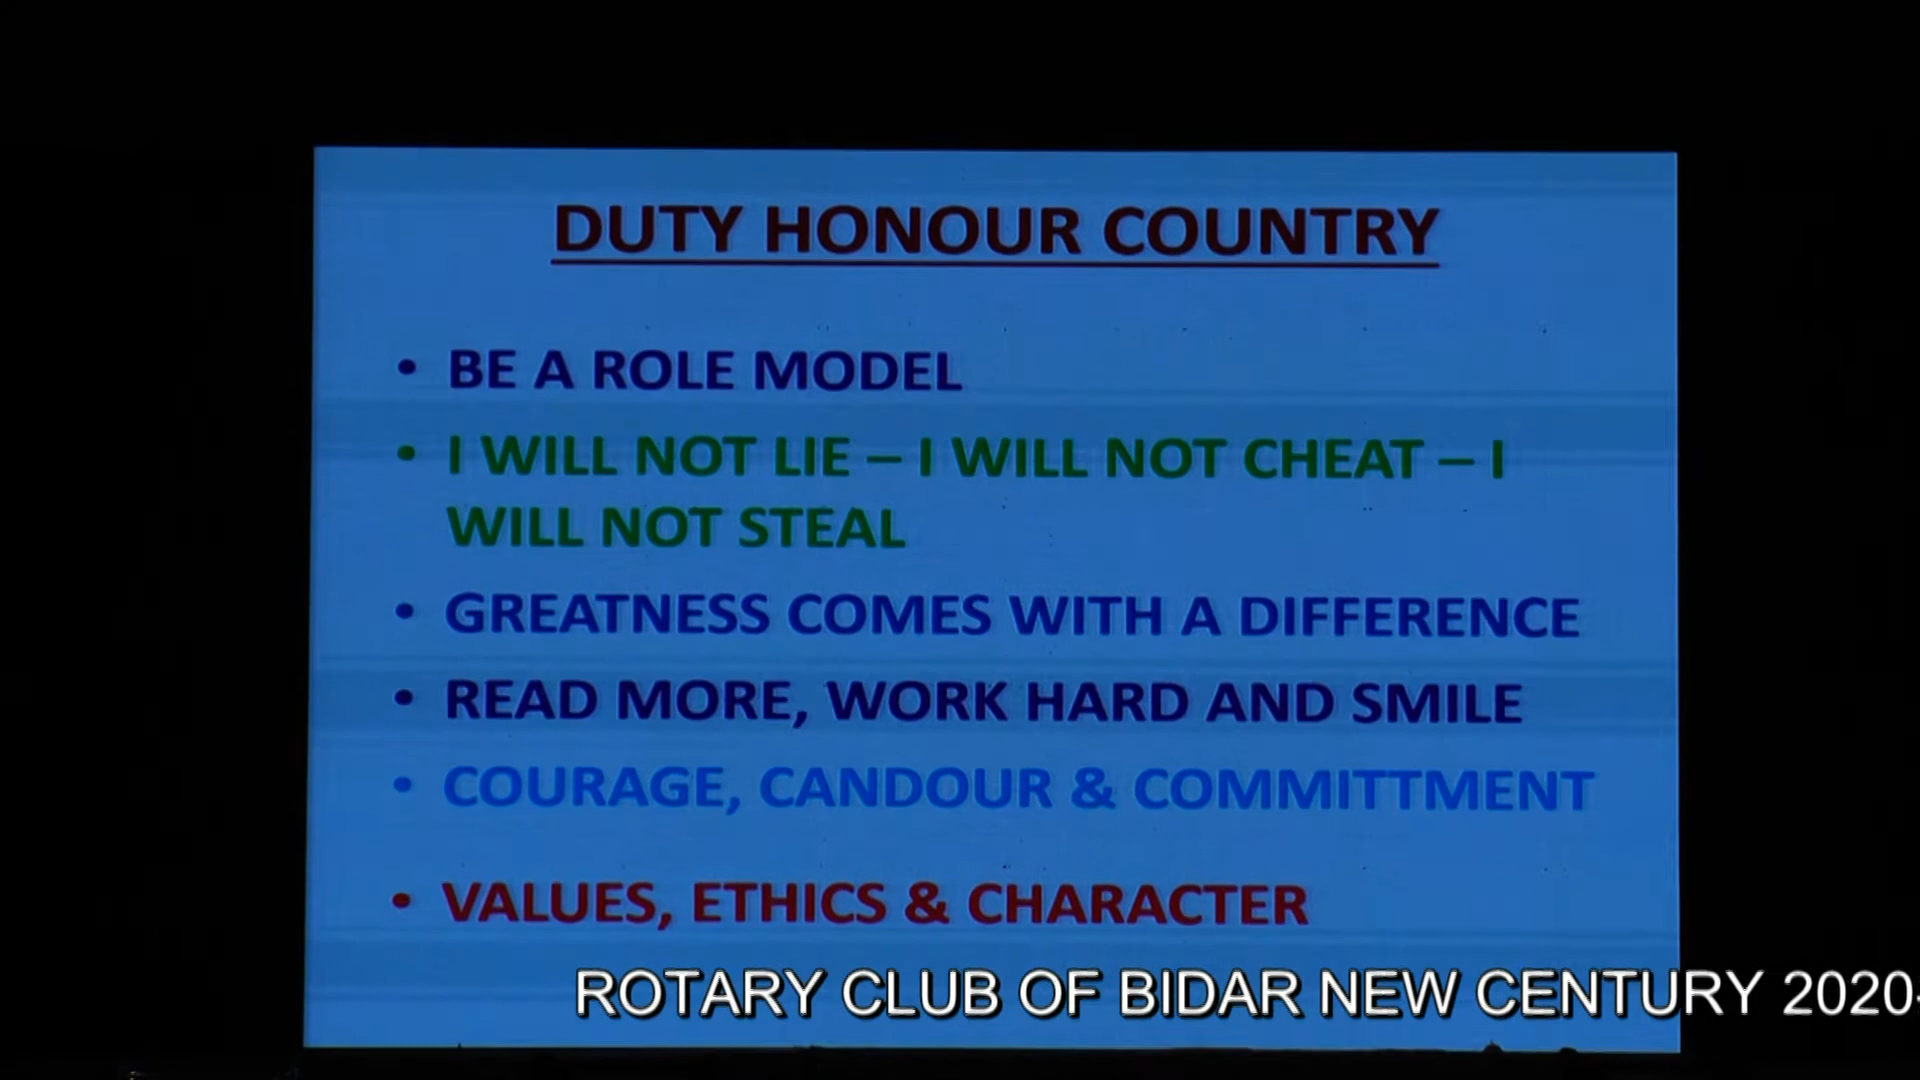 DUTY HONOUR COUNTRY
• BE A ROLE MODEL
• I WILL NOT LIE – I WILL NOT CHEAT – I
WILL NOT STEAL
• GREATNESS COMES WITH A DIFFERENCE
• READ MORE, WORK HARD AND SMILE
• COURAGE, CANDOUR & COMMITTMENT
• VALUES, ETHICS & CHARACTER
ROTARY CLUB OF BIDAR NEW CENTURY 2020-